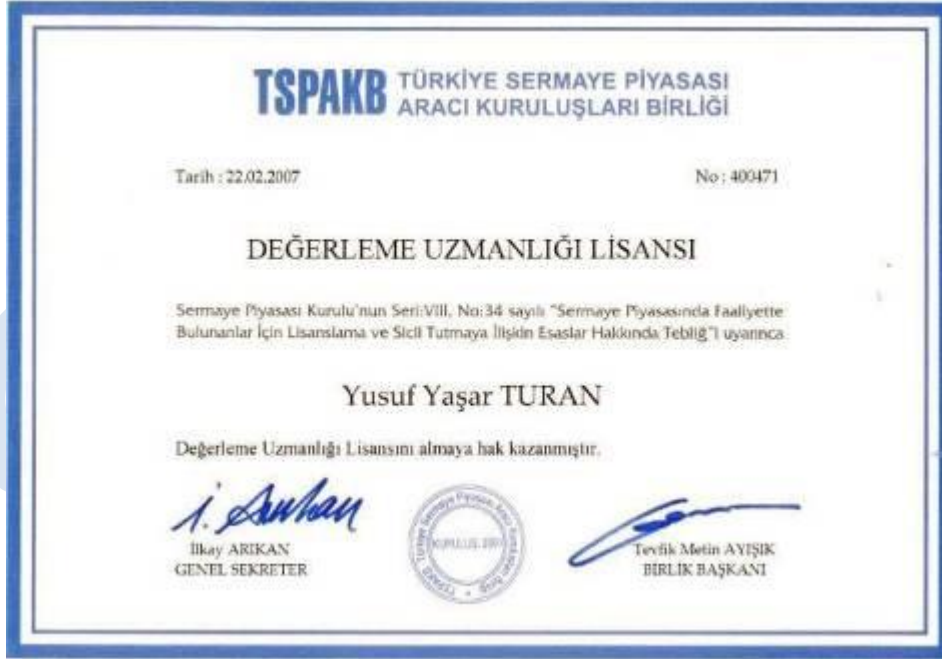 TSPAKB TÜRKİYE SERMAYE PİYASASI
ARACI KURULUŞLARI BİRLİĞİ
Tarih : 22.02.2007
No : 400471
DEĞERLEME UZMANLIĞI LİSANSI
Sermaye Piyasası Kurulu'nun Seri:VIII, No:34 sayılı "Sermaye Piyasasında Faaliyette
Bulunanlar İçin Lisanslama ve Sicil Tutmaya İlişkin Esaslar Hakkında Tebliğ"i uyarınca
Yusuf Yaşar TURAN
Değerleme Uzmanlığı Lisansını almaya hak kazanmıştır.
İlkay ARIKAN
GENEL SEKRETER
Tevfik Metin AYIŞIK
BİRLİK BAŞKANI